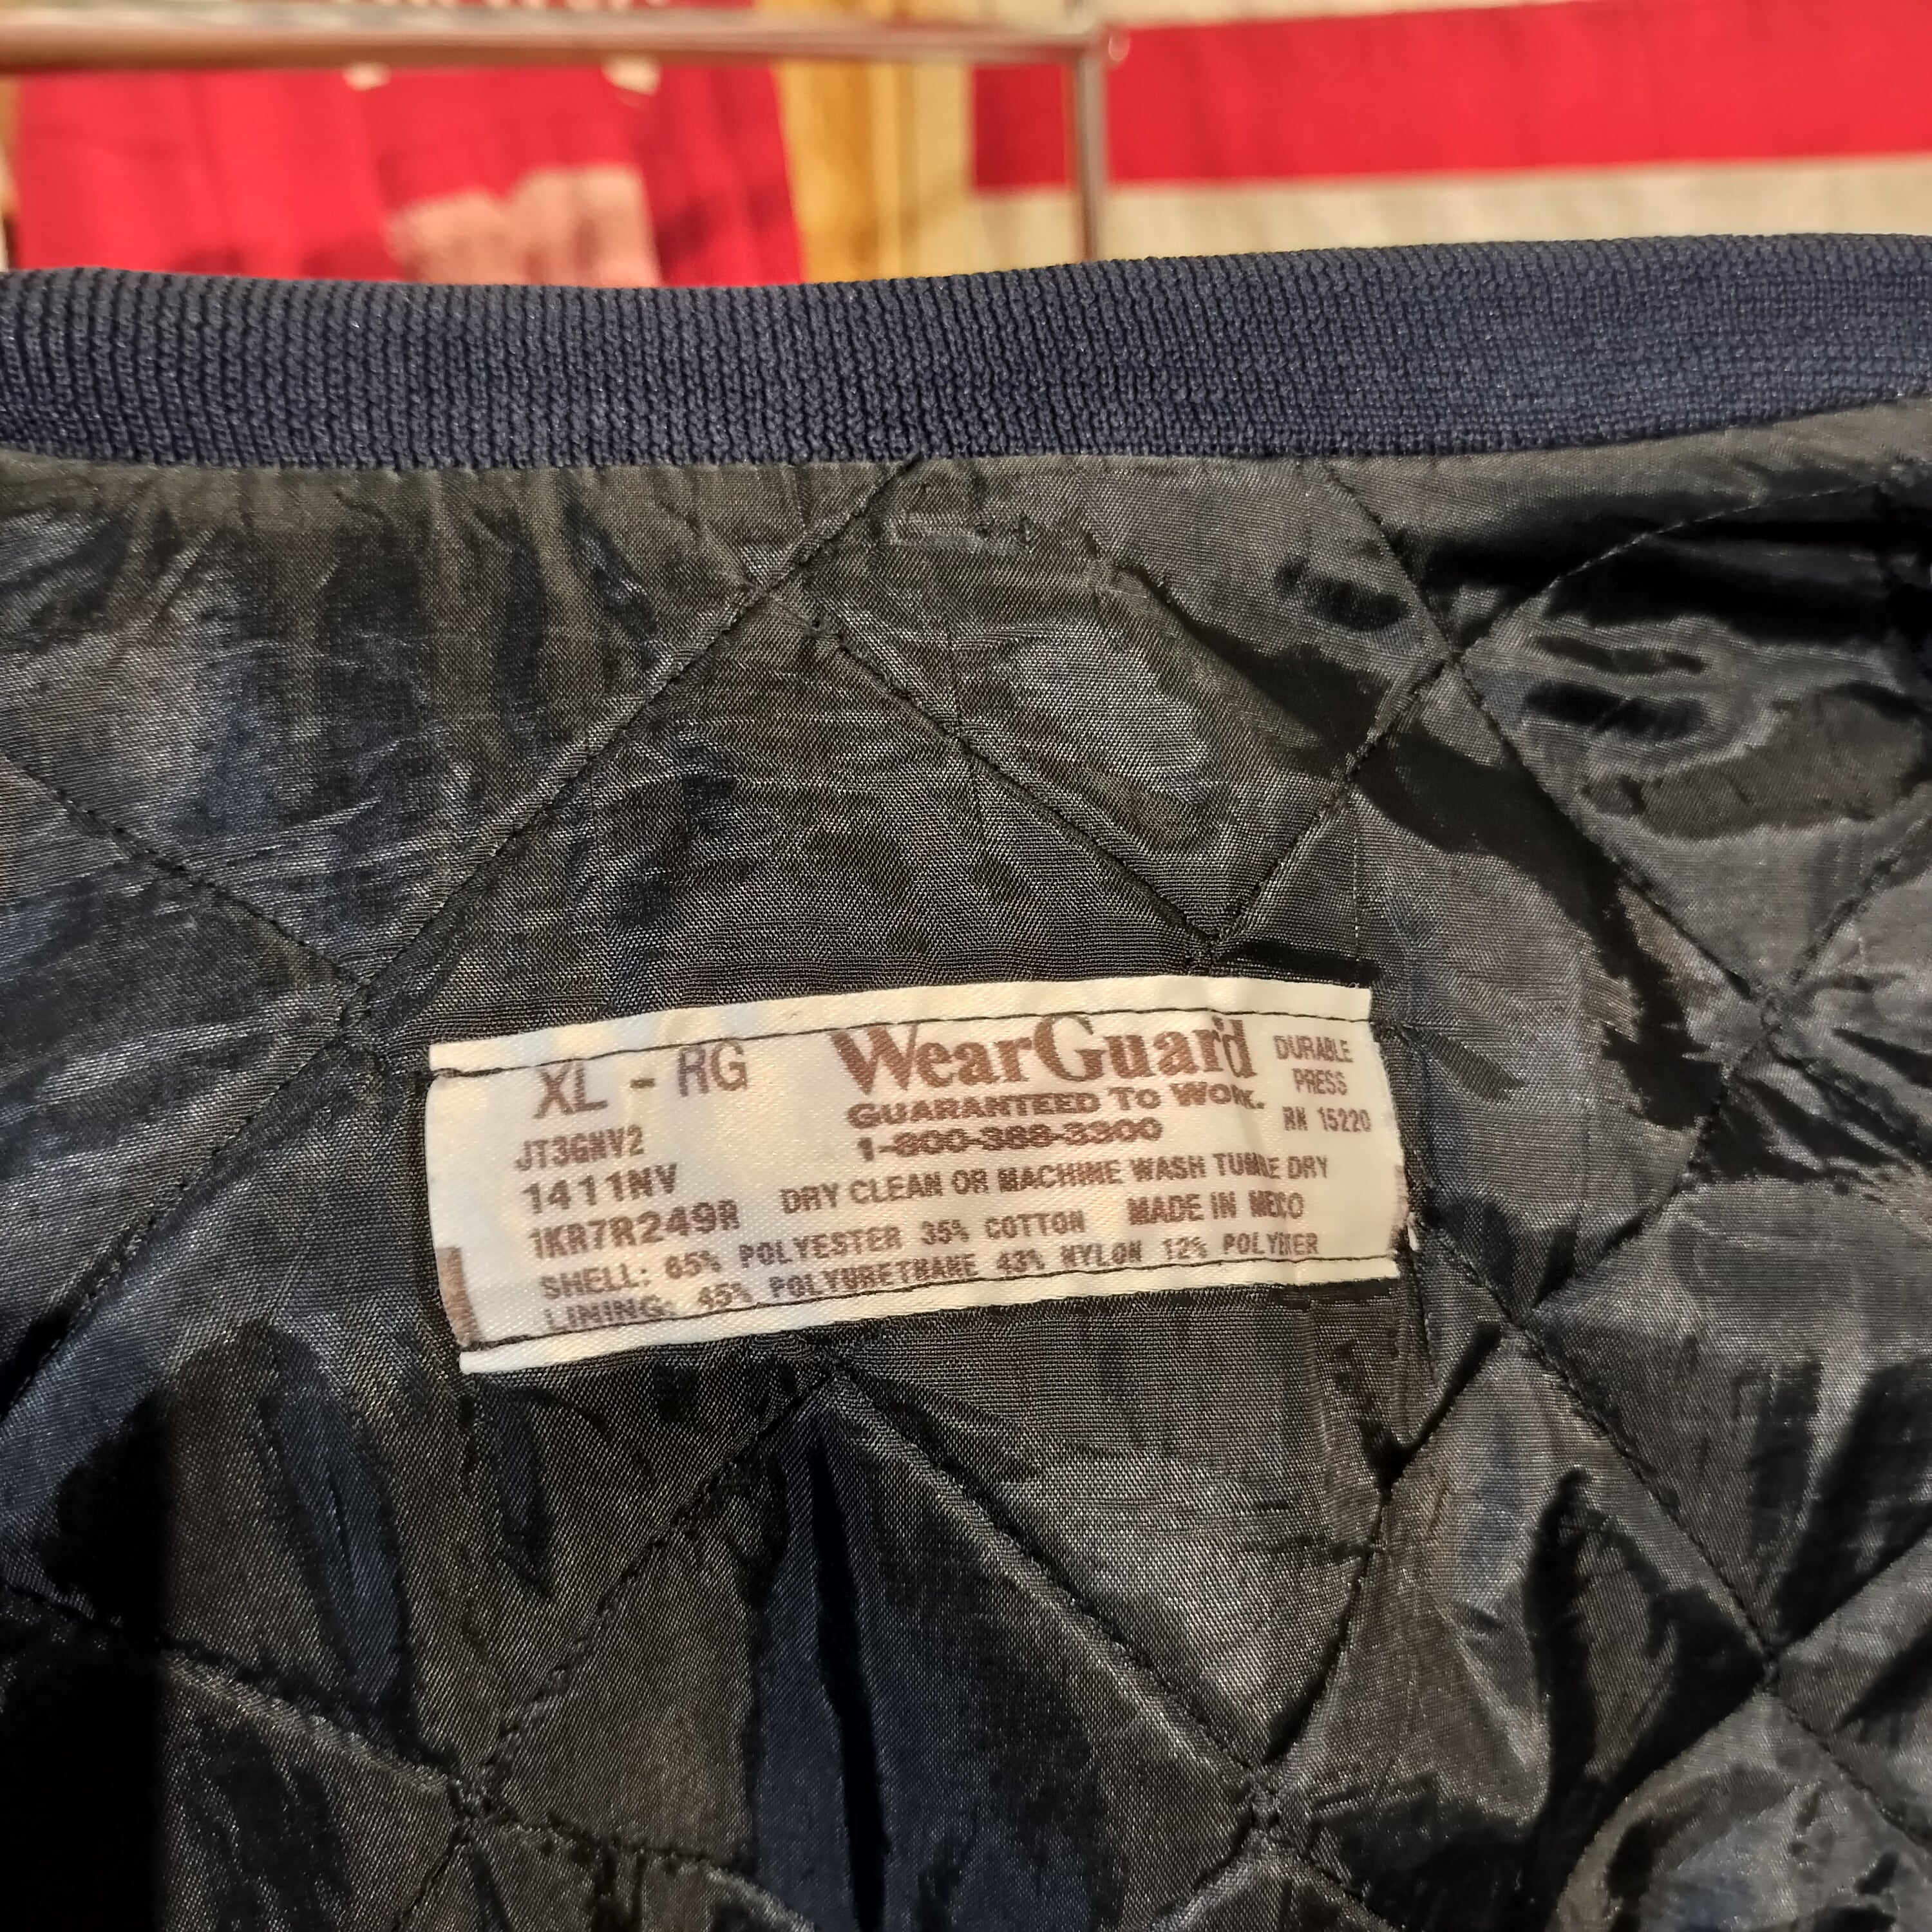 XL - RG
WearGuard
DURABLE
PRESS
RN 15220
GUARANTEED TO WORK.
1-800-388-3300
JT3GNV2
1411NV
1KR7R249R
DRY CLEAN OR MACHINE WASH TUMBLE DRY
MADE IN MEXICO
SHELL: 65% POLYESTER 35% COTTON
LINING: 45% POLYURETHANE 43% NYLON 12% POLYESTER